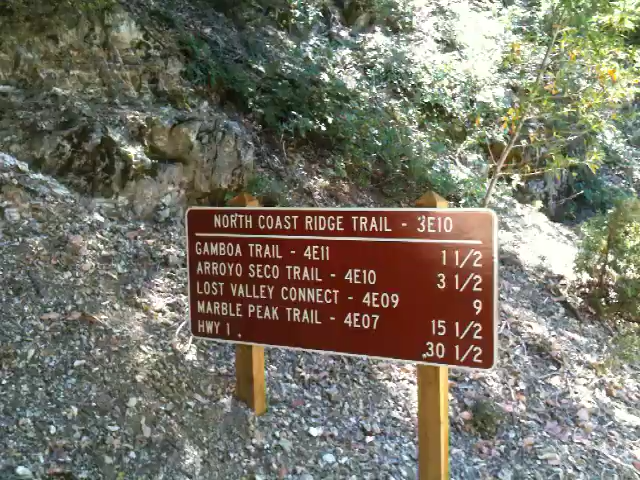 NORTH COAST RIDGE TRAIL - 3E10
GAMBOA TRAIL - 4E11 1 1/2
ARROYO SECO TRAIL - 4E10 3 1/2
LOST VALLEY CONNECT - 4E09 9
MARBLE PEAK TRAIL - 4E07 15 1/2
HWY 1 30 1/2